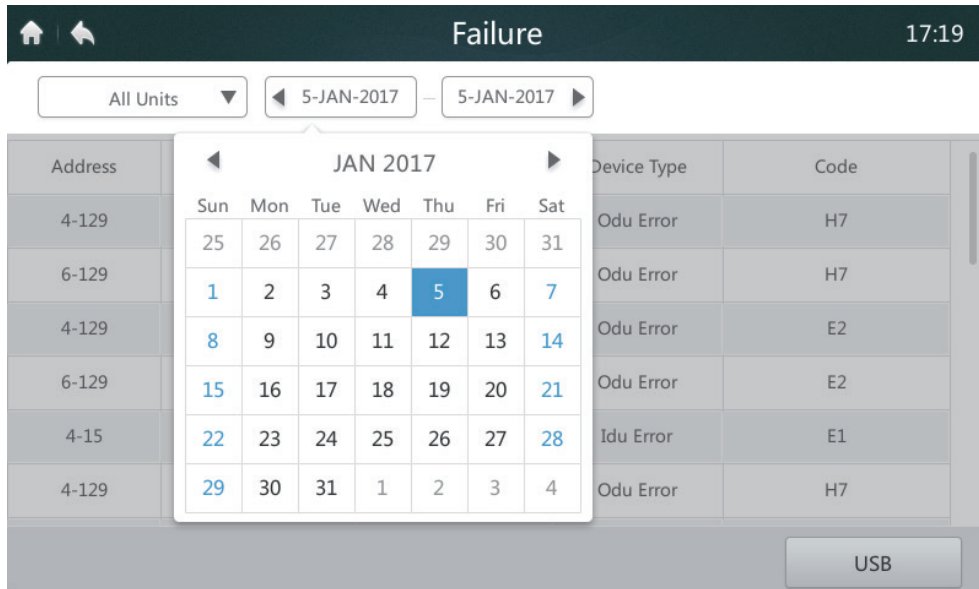 Failure 17:19
All Units 5-JAN-2017 – 5-JAN-2017
JAN 2017
Sun Mon Tue Wed Thu Fri Sat
25 26 27 28 29 30 31
1 2 3 4 5 6 7
8 9 10 11 12 13 14
15 16 17 18 19 20 21
22 23 24 25 26 27 28
29 30 31 1 2 3 4
Address Device Type Code
4-129 Odu Error H7
6-129 Odu Error H7
4-129 Odu Error E2
6-129 Odu Error E2
4-15 Idu Error E1
4-129 Odu Error H7
USB